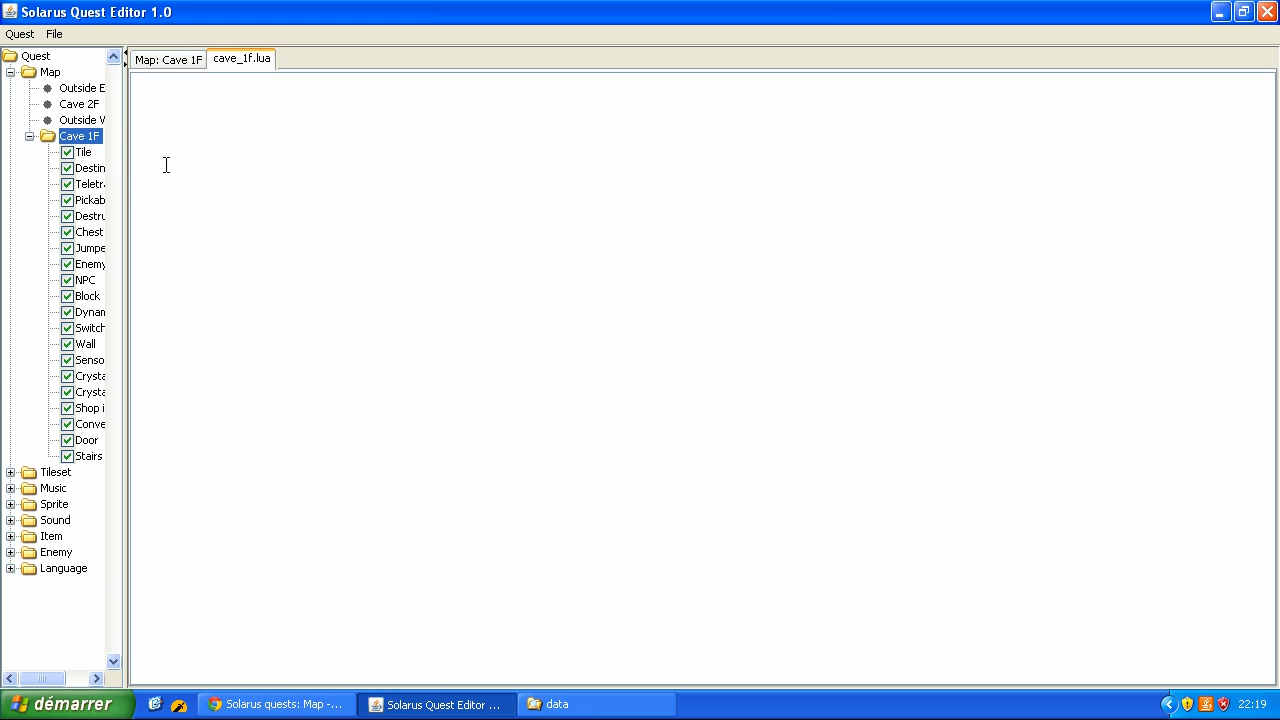 Solarus Quest Editor 1.0
Quest File
Quest
Map
Outside E
Cave 2F
Outside W
Cave 1F
Tile
Destin
Teletra
Pickab
Destru
Chest
Jumpe
Enemy
NPC
Block
Dynan
Switch
Wall
Senso
Crysta
Crysta
Shop i
Conve
Door
Stairs
Tileset
Music
Sprite
Sound
Item
Enemy
Language
Map: Cave 1F
cave_1f.lua
démarrer
Solarus quests: Map -...
Solarus Quest Editor ...
data
22:19